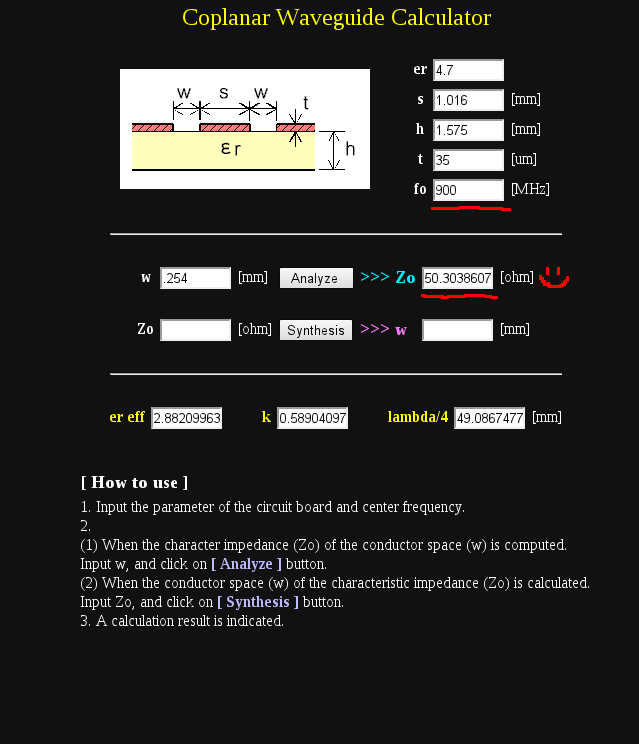 Coplanar Waveguide Calculator
w s w
t
εr
h
er 4.7
s 1.016 [mm]
h 1.575 [mm]
t 35 [um]
fo 900 [MHz]
w .254 [mm] Analyze >>> Zo 50.3038607 [ohm]
Zo [ohm] Synthesis >>> w [mm]
er eff 2.88209963 k 0.58904097 lambda/4 49.0867477 [mm]
[ How to use ]
1. Input the parameter of the circuit board and center frequency.
2.
(1) When the character impedance (Zo) of the conductor space (w) is computed.
Input w, and click on [ Analyze ] button.
(2) When the conductor space (w) of the characteristic impedance (Zo) is calculated.
Input Zo, and click on [ Synthesis ] button.
3. A calculation result is indicated.